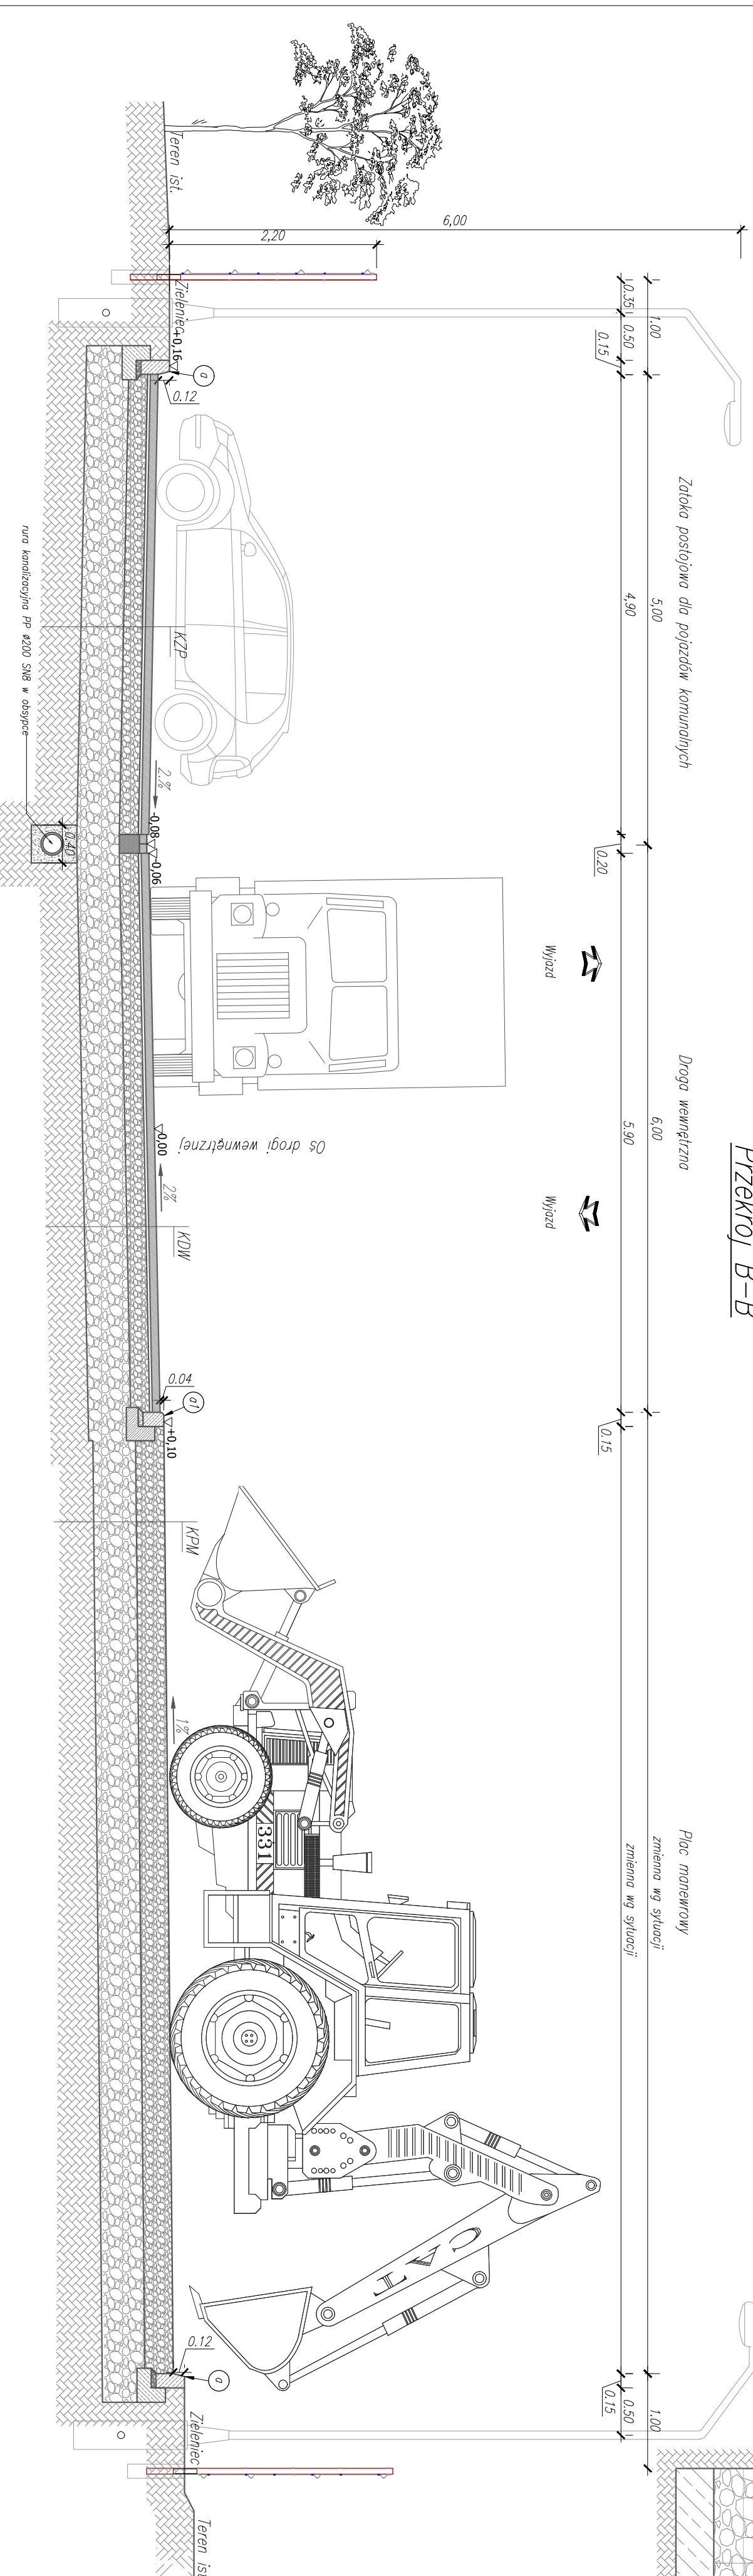 Przekrój B-B
Zatoka postojowa dla pojazdów komunalnych
Droga wewnętrzna
Plac manewrowy
1.00
5,00
6,00
zmienna wg sytuacji
1.00
0.35
0.50
0.15
4,90
0.20
5.90
0.15
zmienna wg sytuacji
0.15
0.50
Wyjazd
Wyjazd
6,00
2,20
Teren ist.
Zieleniec
+0,16
a
0.12
KZP
2%
-0,08
-0,06
Oś drogi wewnętrznej
0,00
2%
KDW
0.04
a1
+0,10
KPM
1%
331
CAT
0.12
a
Zieleniec
0.40
rura kanalizacyjna PP ø200 SN8 w obsypce